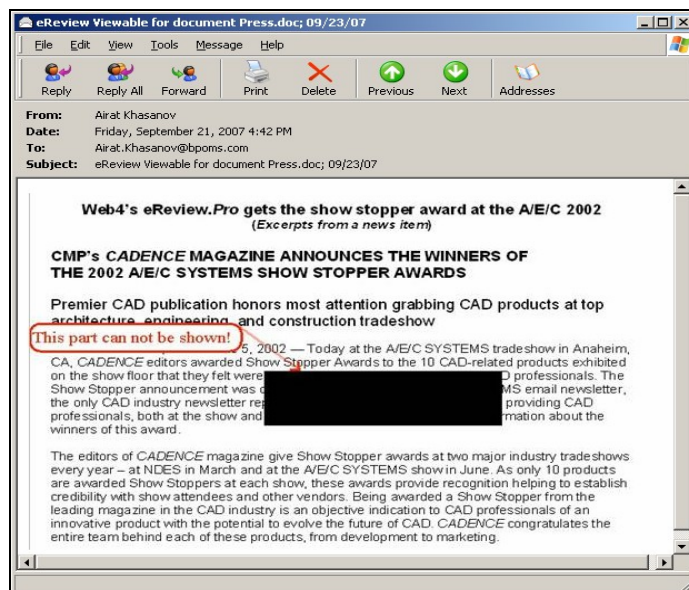 eReview Viewable for document Press.doc; 09/23/07
File Edit View Tools Message Help
Reply Reply All Forward Print Delete Previous Next Addresses
From: Airat Khasanov
Date: Friday, September 21, 2007 4:42 PM
To: Airat.Khasanov@bpoms.com
Subject: eReview Viewable for document Press.doc; 09/23/07
Web4's eReview.Pro gets the show stopper award at the A/E/C 2002
(Excerpts from a news item)
CMP's CADENCE MAGAZINE ANNOUNCES THE WINNERS OF
THE 2002 A/E/C SYSTEMS SHOW STOPPER AWARDS
Premier CAD publication honors most attention grabbing CAD products at top
architecture, engineering, and construction tradeshow
This part can not be shown!
5, 2002 — Today at the A/E/C SYSTEMS tradeshow in Anaheim,
CA, CADENCE editors awarded Show Stopper Awards to the 10 CAD-related products exhibited
on the show floor that they felt were D professionals. The
Show Stopper announcement was MS email newsletter,
the only CAD industry newsletter providing CAD
professionals, both at the show and rmation about the
winners of this award.
The editors of CADENCE magazine give Show Stopper awards at two major industry tradeshows
every year – at NDES in March and at the A/E/C SYSTEMS show in June. As only 10 products
are awarded Show Stoppers at each show, these awards provide recognition helping to establish
credibility with show attendees and other vendors. Being awarded a Show Stopper from the
leading magazine in the CAD industry is an objective indication to CAD professionals of an
innovative product with the potential to evolve the future of CAD. CADENCE congratulates the
entire team behind each of these products, from development to marketing.